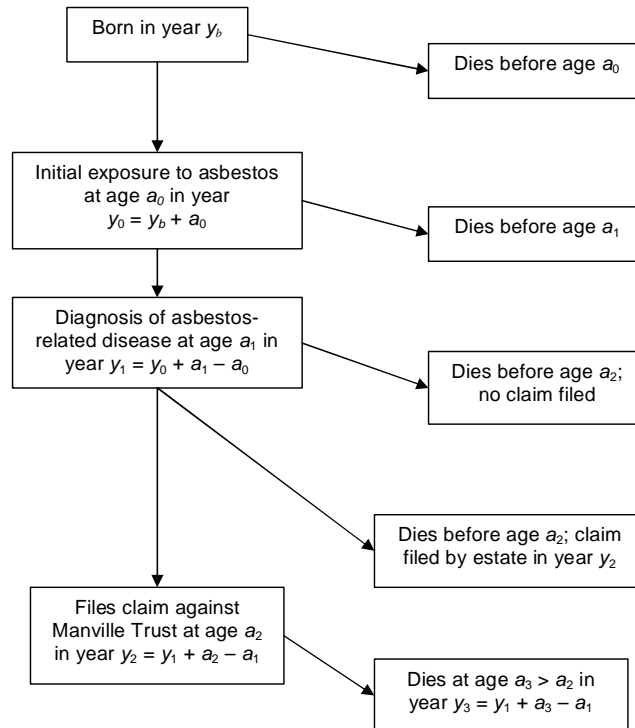 Born in year y_b
Dies before age a_0
Initial exposure to asbestos
at age a_0 in year
y_0 = y_b + a_0
Dies before age a_1
Diagnosis of asbestos-
related disease at age a_1 in
year y_1 = y_0 + a_1 – a_0
Dies before age a_2;
no claim filed
Dies before age a_2; claim
filed by estate in year y_2
Files claim against
Manville Trust at age a_2
in year y_2 = y_1 + a_2 – a_1
Dies at age a_3 > a_2 in
year y_3 = y_1 + a_3 – a_1